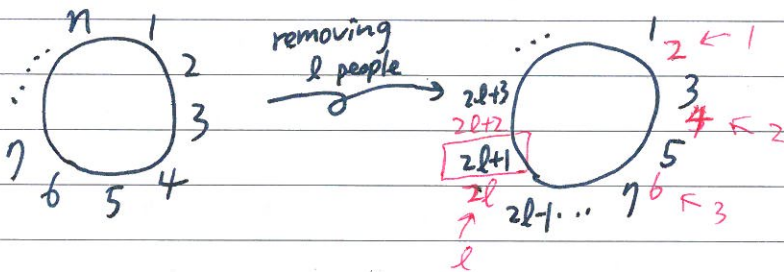 n 1 2 3 4 5 6 7 ...
removing
l people
... 1
2 ← 1
3
4 ← 2
5
6 ← 3
7
... 2l-1
2l
↑
l
2l+1
2l+2
2l+3